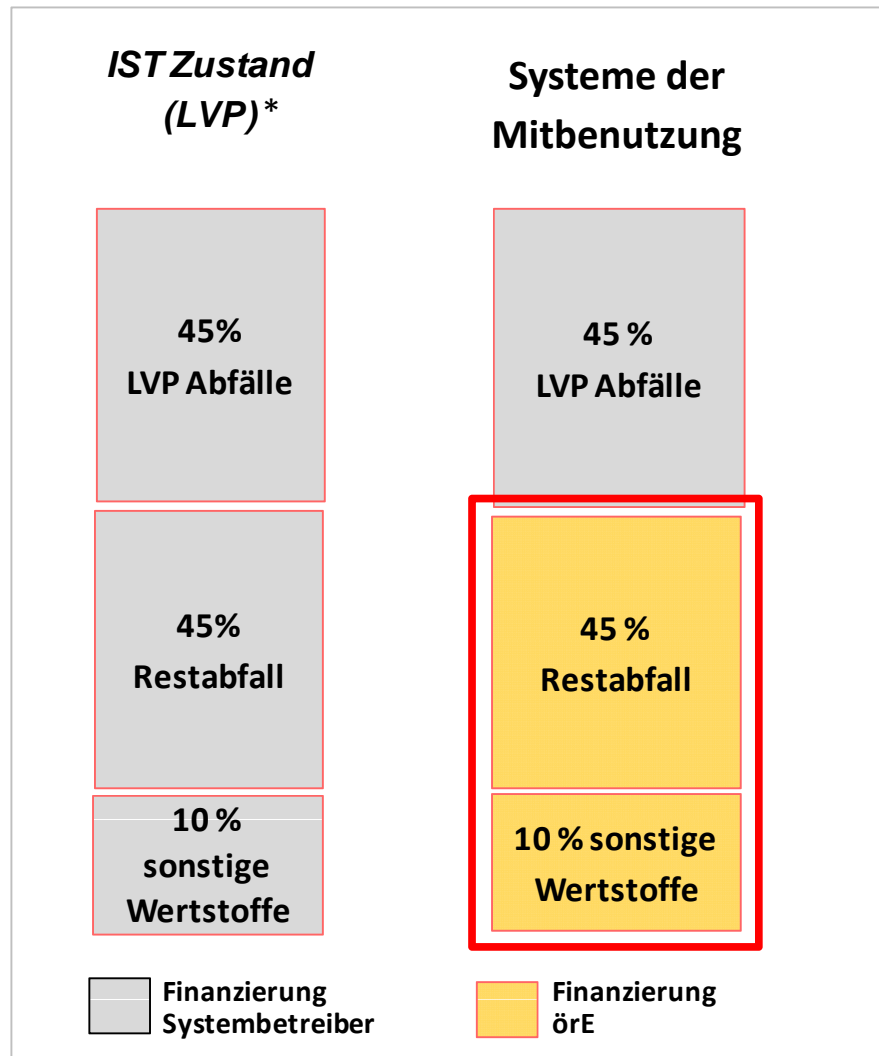 IST Zustand
(LVP)*
Systeme der
Mitbenutzung
45%
LVP Abfälle
45 %
LVP Abfälle
45%
Restabfall
45 %
Restabfall
10 %
sonstige
Wertstoffe
10 % sonstige
Wertstoffe
Finanzierung
Systembetreiber
Finanzierung
örE